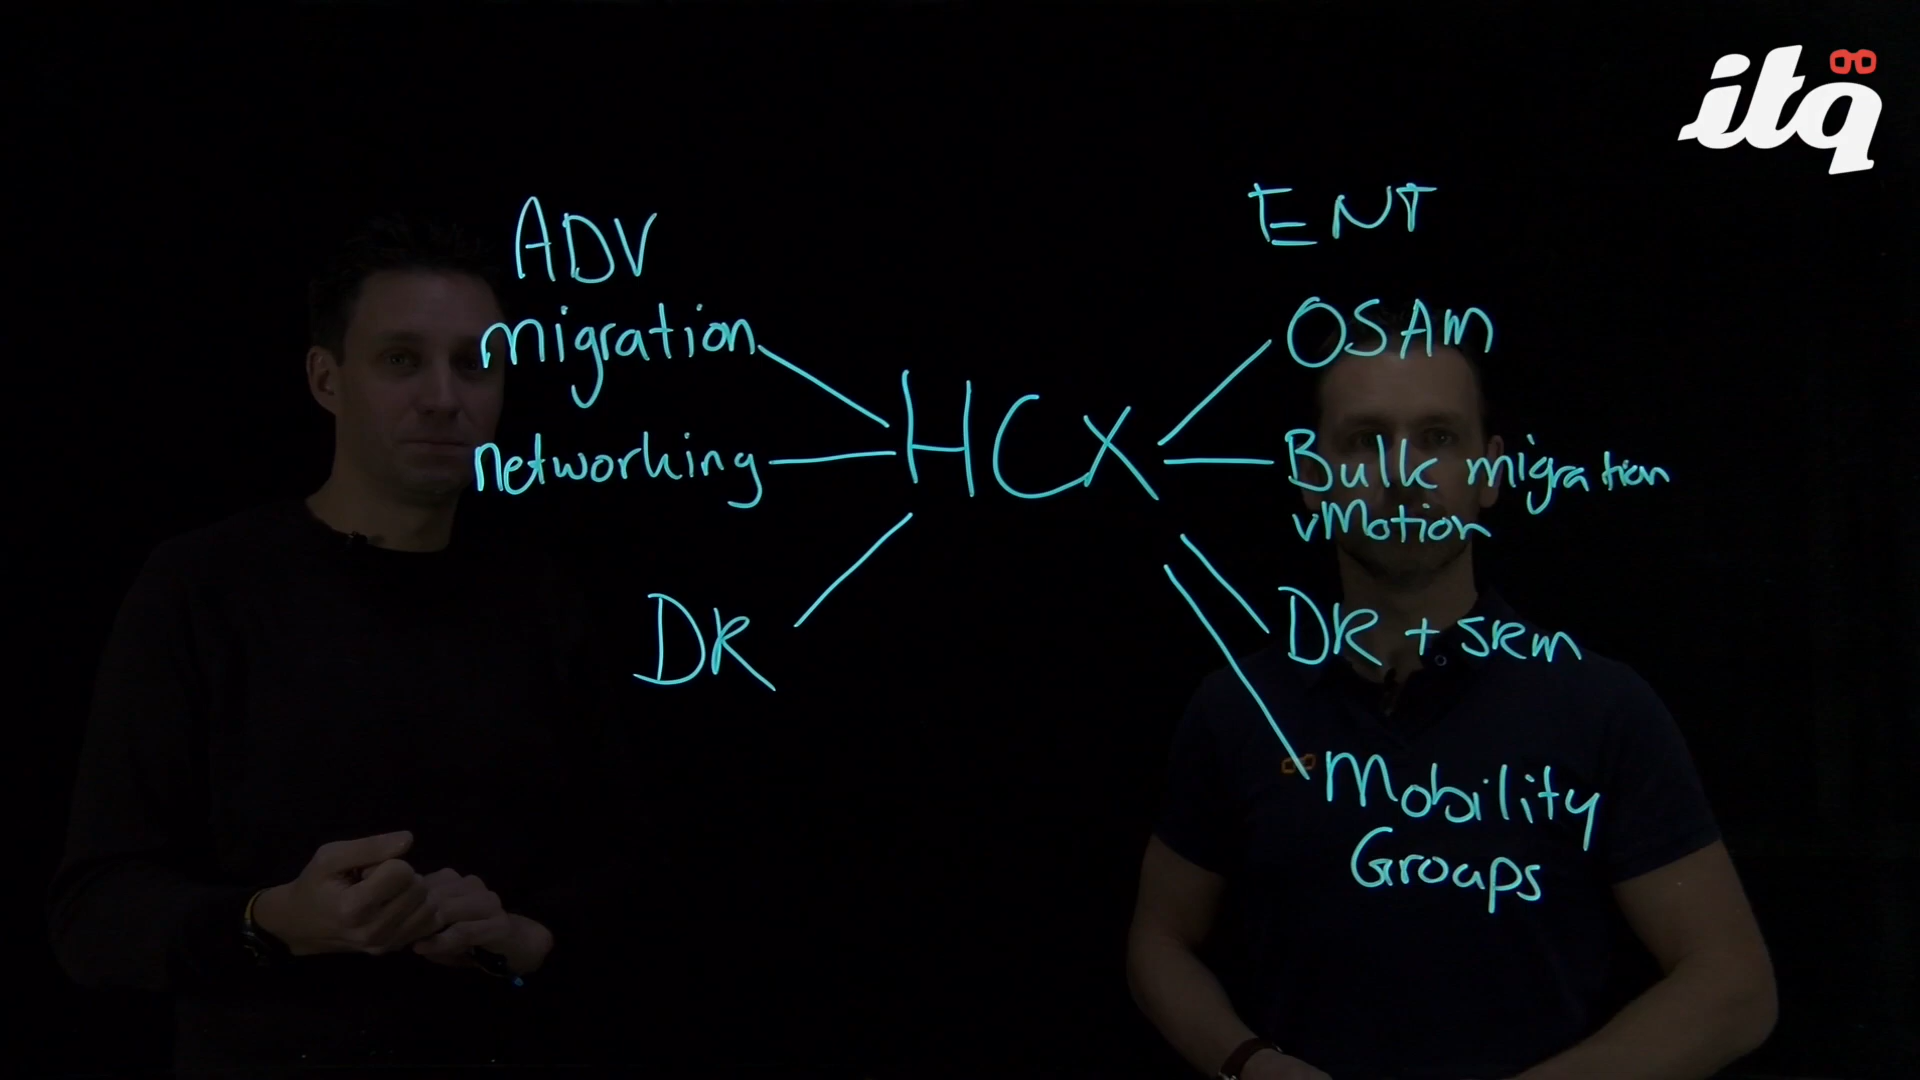 itq
ADV
migration
networking
DR
HCX
ENT
OSAM
Bulk migration
vMotion
DR + SRM
Mobility
Groups